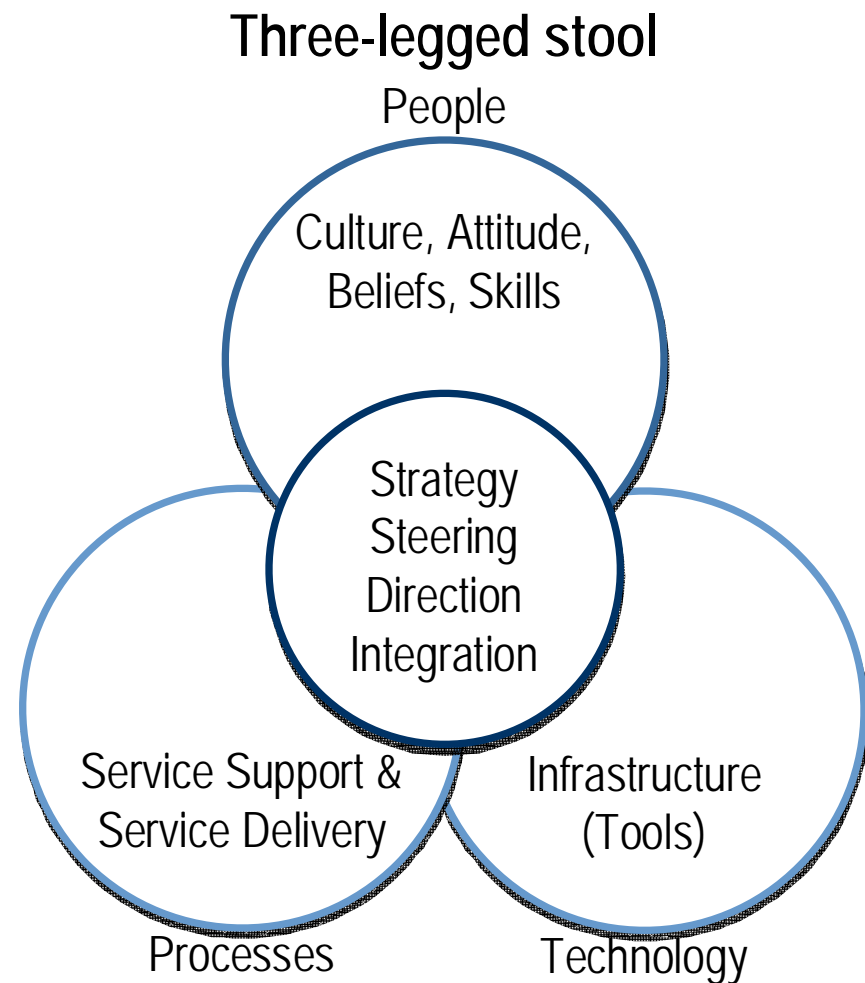 Three-legged stool
People
Culture, Attitude,
Beliefs, Skills
Strategy
Steering
Direction
Integration
Service Support &
Service Delivery
Infrastructure
(Tools)
Processes
Technology